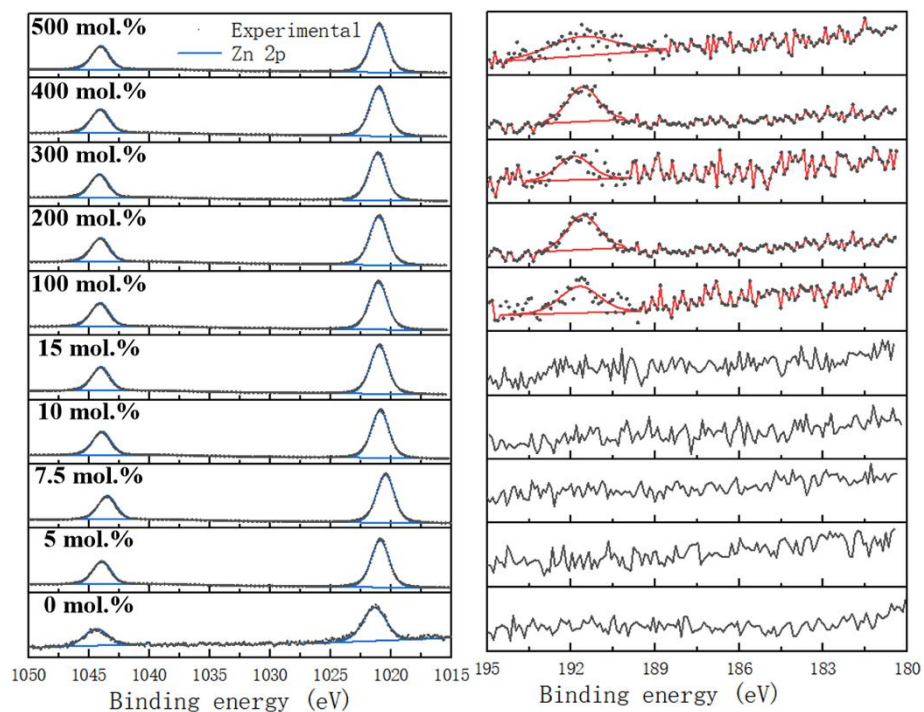 500 mol.%
Experimental
Zn 2p
400 mol.%
300 mol.%
200 mol.%
100 mol.%
15 mol.%
10 mol.%
7.5 mol.%
5 mol.%
0 mol.%
1050 1045 1040 1035 1030 1025 1020 1015
Binding energy (eV)
195 192 189 186 183 180
Binding energy (eV)